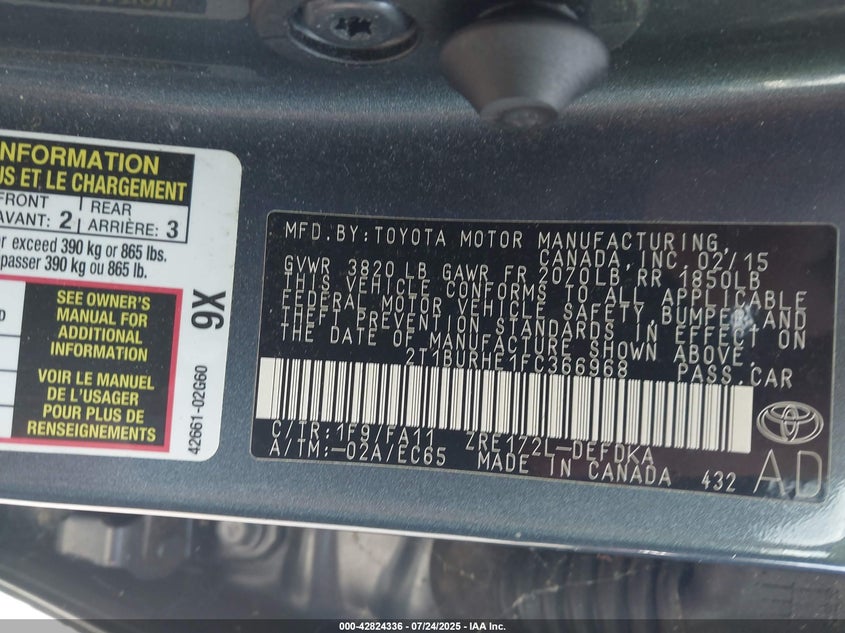 NFORMATION
US ET LE CHARGEMENT
FRONT
AVANT: 2
REAR
ARRIÈRE: 3
er exceed 390 kg or 865 lbs.
passer 390 kg ou 865 lb.
SEE OWNER'S
MANUAL FOR
ADDITIONAL
INFORMATION
VOIR LE MANUEL
DE L'USAGER
POUR PLUS DE
RENSEIGNEMENTS
9X
42661-02G60
MFD.BY:TOYOTA MOTOR MANUFACTURING,
CANADA, INC. 02/15
GVWR 3820LB GAWR FR 2070LB RR 1850LB
THIS VEHICLE CONFORMS TO ALL APPLICABLE
FEDERAL MOTOR VEHICLE SAFETY, BUMPER, AND
THEFT PREVENTION STANDARDS IN EFFECT ON
THE DATE OF MANUFACTURE SHOWN ABOVE.
2T1BURHE1FC366968 PASS.CAR
C/TR:1F9/FA11 ZRE172L-DEFDKA
A/TM:-02A/EC65 MADE IN CANADA 432
AD
000-42824336 - 07/24/2025 - IAA Inc.